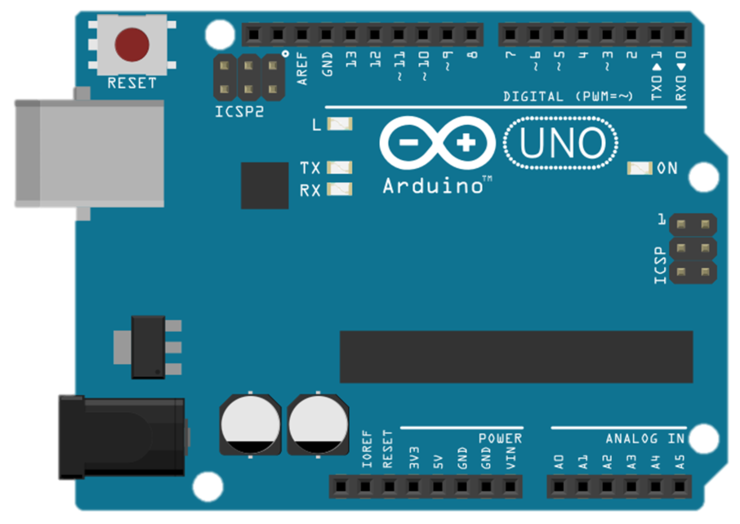 RESET
ICSP2
AREF
GND
13
12
~11
~10
~9
8
7
~6
~5
4
~3
2
TX0▶1
RX0◀0
DIGITAL (PWM=~)
L
TX
RX
Arduino™
UNO
ON
1
ICSP
POWER
IOREF
RESET
3V3
5V
GND
GND
VIN
ANALOG IN
A0
A1
A2
A3
A4
A5